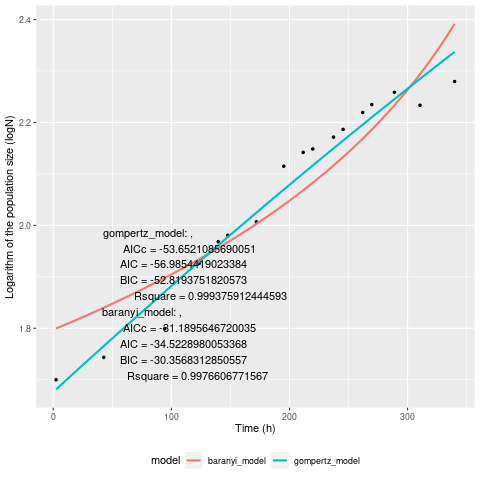 2.4
2.2
2.0
1.8
Logarithm of the population size (logN)
gompertz_model: ,
AICc = -53.6521085690051
AIC = -56.9854419023384
BIC = -52.8193751820573
Rsquare = 0.999375912444593
baranyi_model: ,
AICc = -31.1895646720035
AIC = -34.5228980053368
BIC = -30.3568312850557
Rsquare = 0.9976606771567
0 100 200 300
Time (h)
model baranyi_model gompertz_model